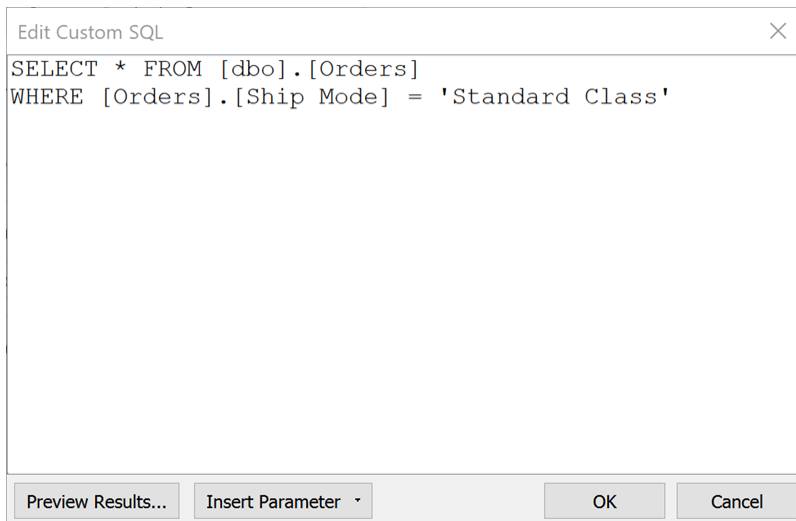 Edit Custom SQL
SELECT * FROM [dbo].[Orders]
WHERE [Orders].[Ship Mode] = 'Standard Class'
Preview Results... Insert Parameter OK Cancel